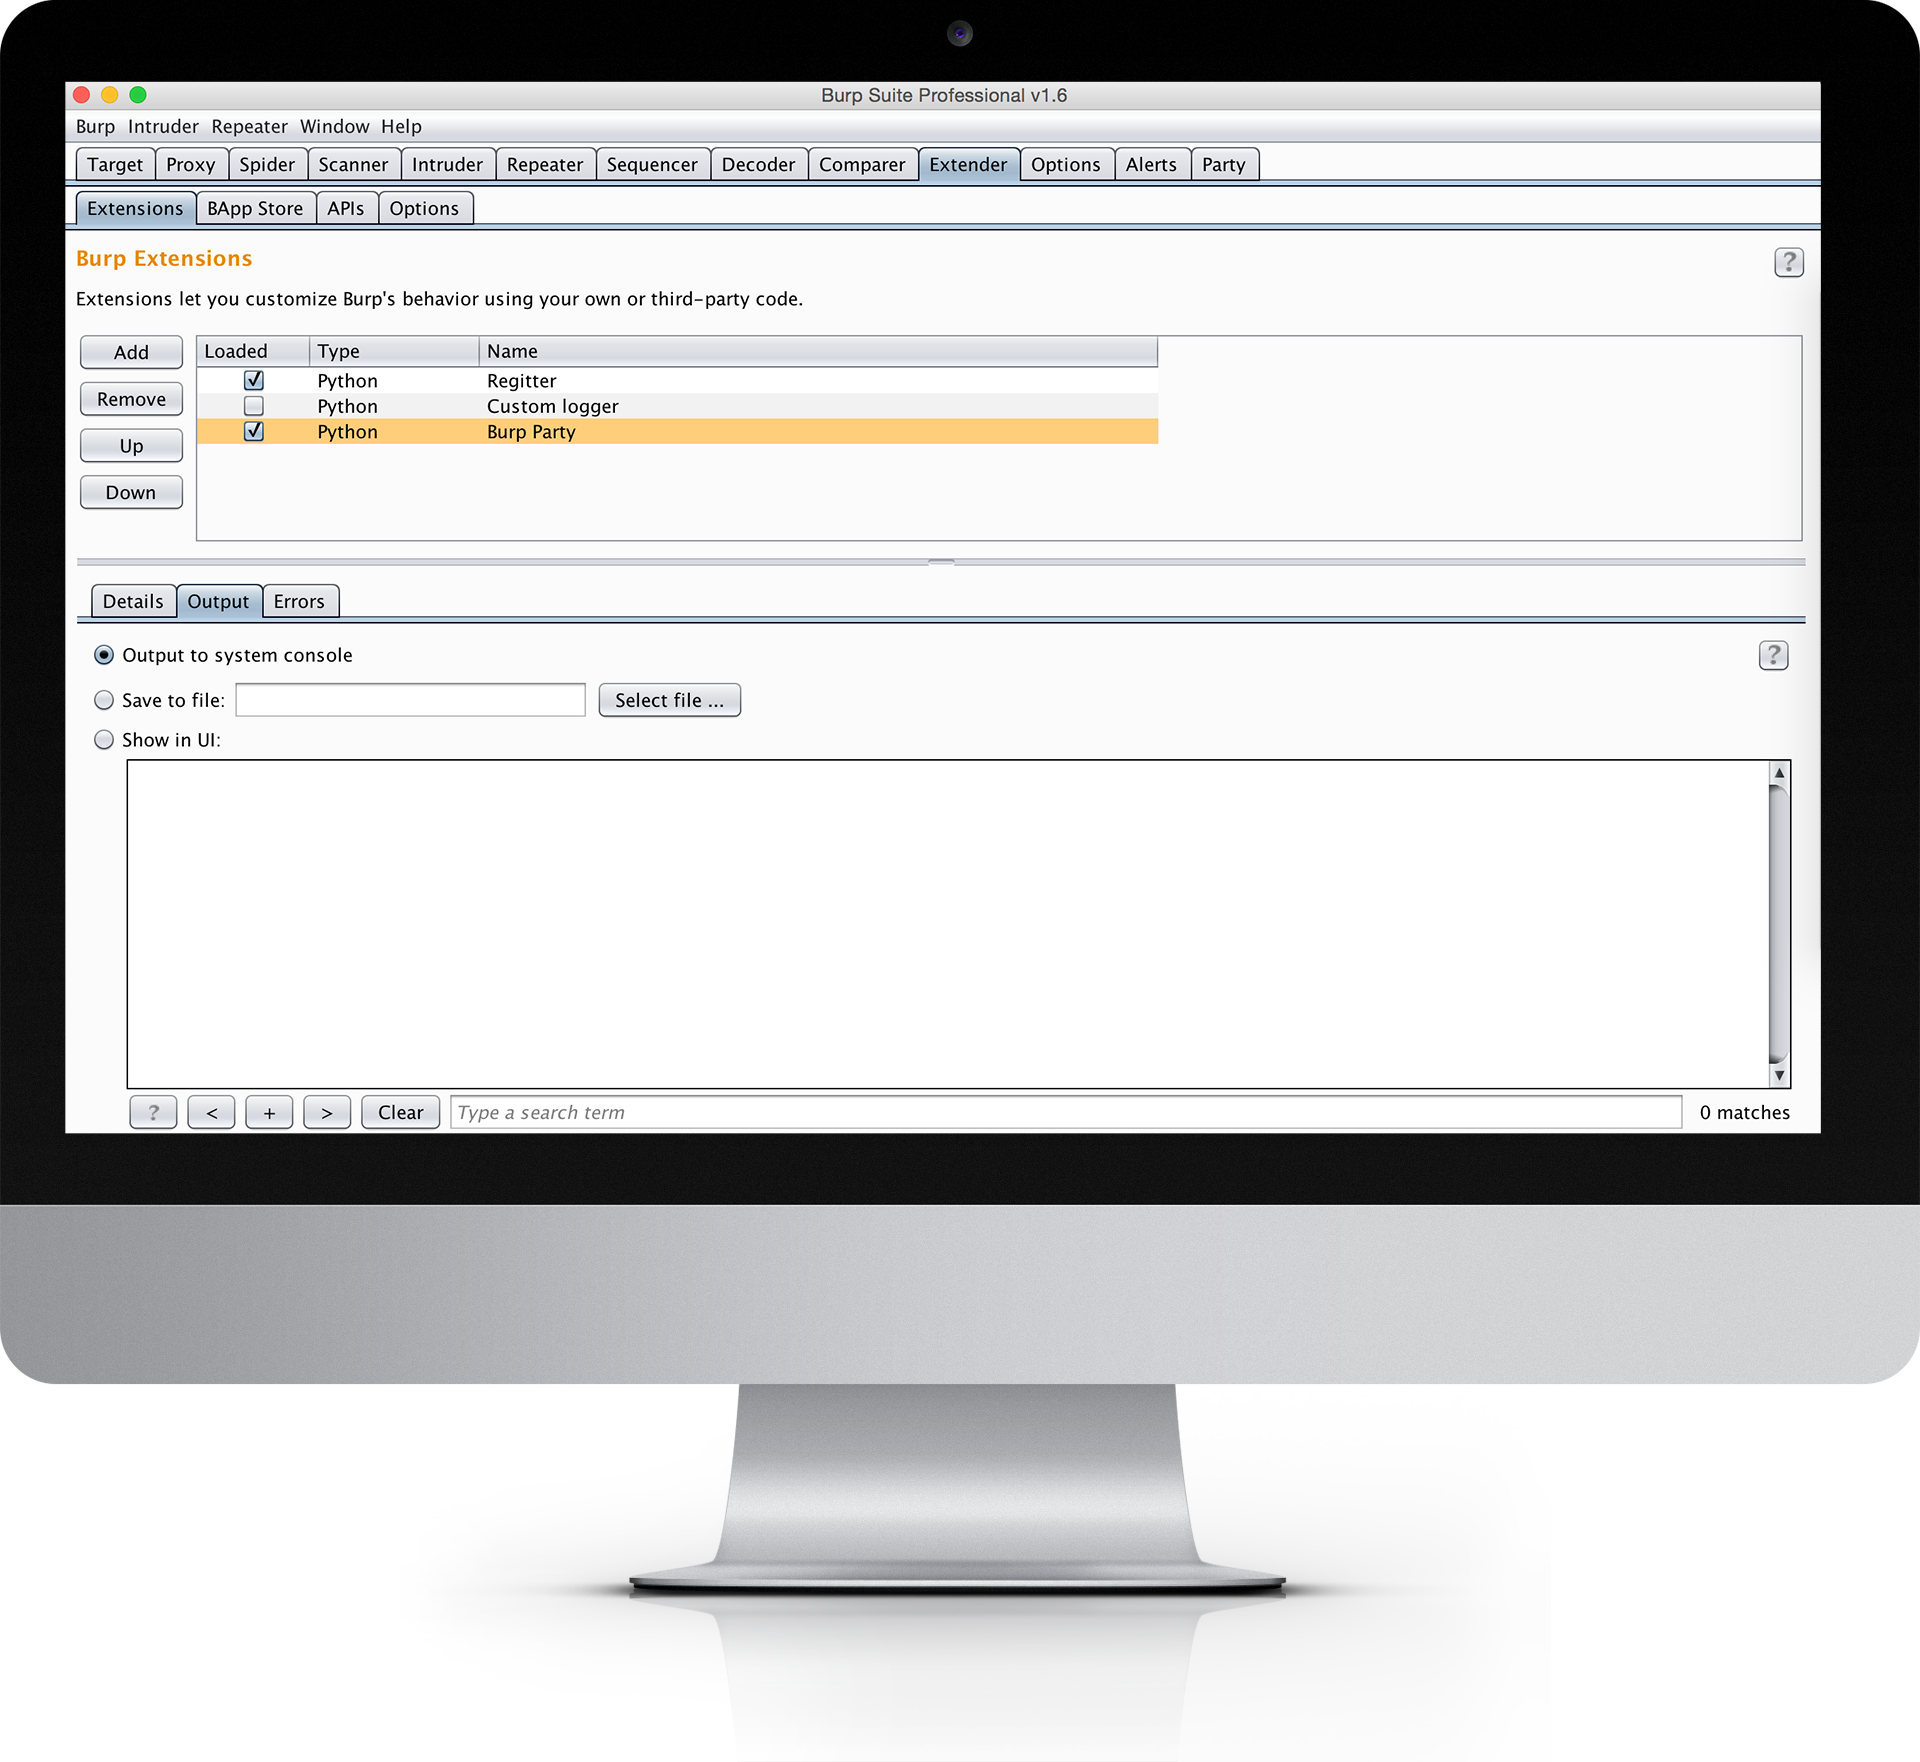 Burp Suite Professional v1.6
Burp Intruder Repeater Window Help
Target Proxy Spider Scanner Intruder Repeater Sequencer Decoder Comparer Extender Options Alerts Party
Extensions BApp Store APIs Options
Burp Extensions
?
Extensions let you customize Burp's behavior using your own or third-party code.
Add
Remove
Up
Down
Loaded Type Name
Python Regitter
Python Custom logger
Python Burp Party
Details Output Errors
Output to system console
?
Save to file: Select file ...
Show in UI:
? < + > Clear Type a search term 0 matches